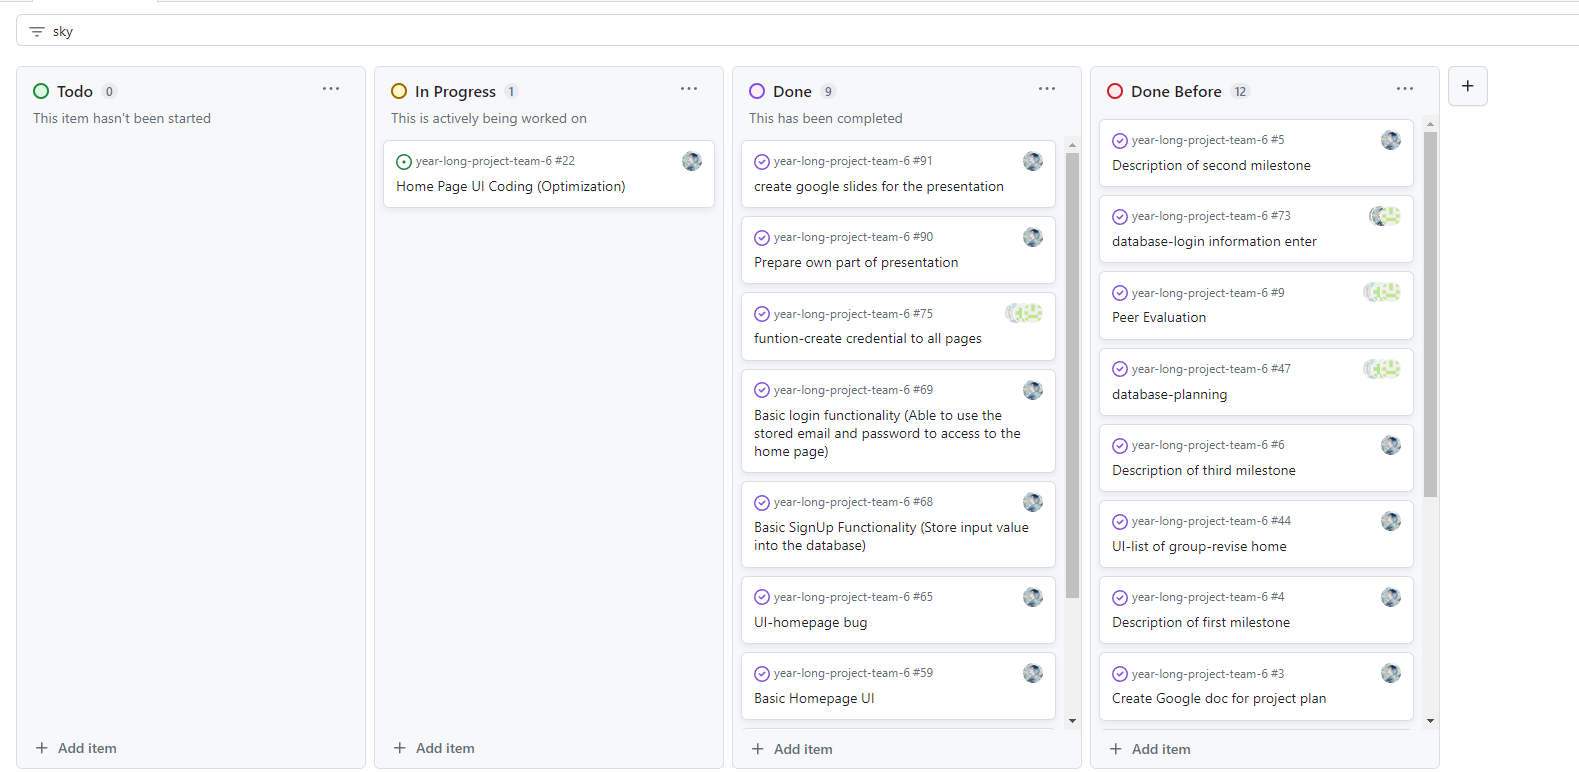 sky
Todo 0
This item hasn't been started
Add item
In Progress 1
This is actively being worked on
year-long-project-team-6 #22
Home Page UI Coding (Optimization)
Add item
Done 9
This has been completed
year-long-project-team-6 #91
create google slides for the presentation
year-long-project-team-6 #90
Prepare own part of presentation
year-long-project-team-6 #75
funtion-create credential to all pages
year-long-project-team-6 #69
Basic login functionality (Able to use the
stored email and password to access to the
home page)
year-long-project-team-6 #68
Basic SignUp Functionality (Store input value
into the database)
year-long-project-team-6 #65
UI-homepage bug
year-long-project-team-6 #59
Basic Homepage UI
Add item
Done Before 12
year-long-project-team-6 #5
Description of second milestone
year-long-project-team-6 #73
database-login information enter
year-long-project-team-6 #9
Peer Evaluation
year-long-project-team-6 #47
database-planning
year-long-project-team-6 #6
Description of third milestone
year-long-project-team-6 #44
UI-list of group-revise home
year-long-project-team-6 #4
Description of first milestone
year-long-project-team-6 #3
Create Google doc for project plan
Add item